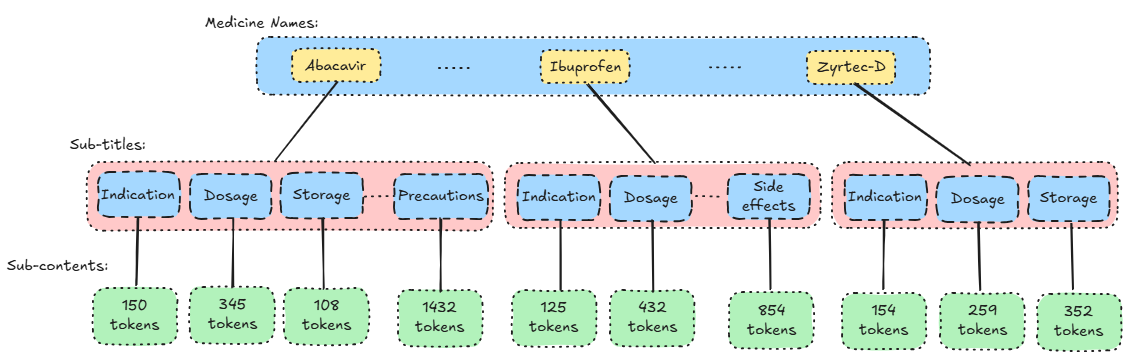 Medicine Names:
Abacavir ..... Ibuprofen ..... Zyrtec-D
Sub-titles:
Indication Dosage Storage ..... Precautions Indication Dosage ..... Side effects Indication Dosage Storage
Sub-contents:
150 tokens
345 tokens
108 tokens
1432 tokens
125 tokens
432 tokens
854 tokens
154 tokens
259 tokens
352 tokens